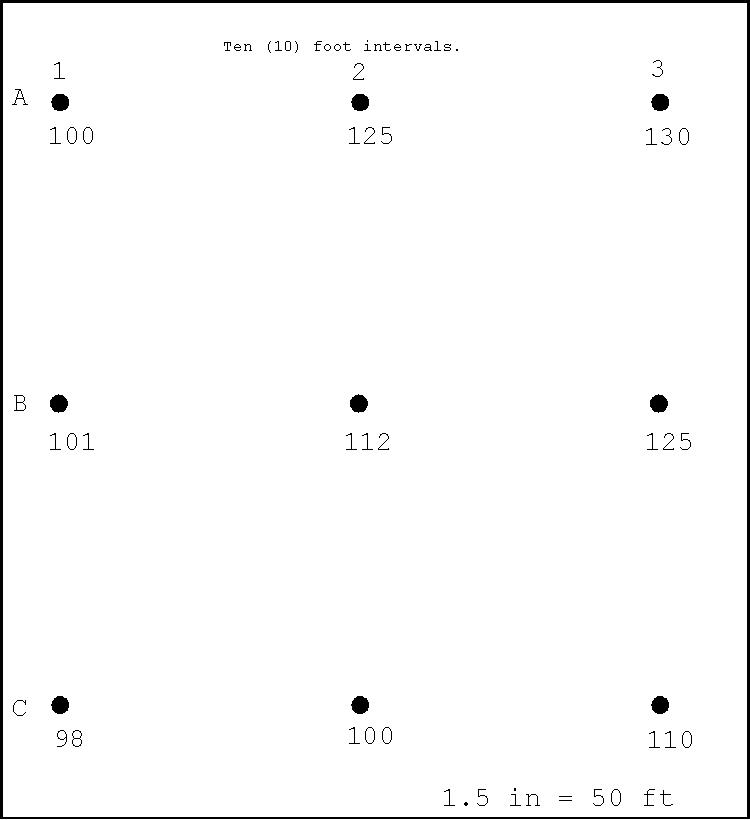 Ten (10) foot intervals.
1 2 3
A
100 125 130
B
101 112 125
C
98 100 110
1.5 in = 50 ft